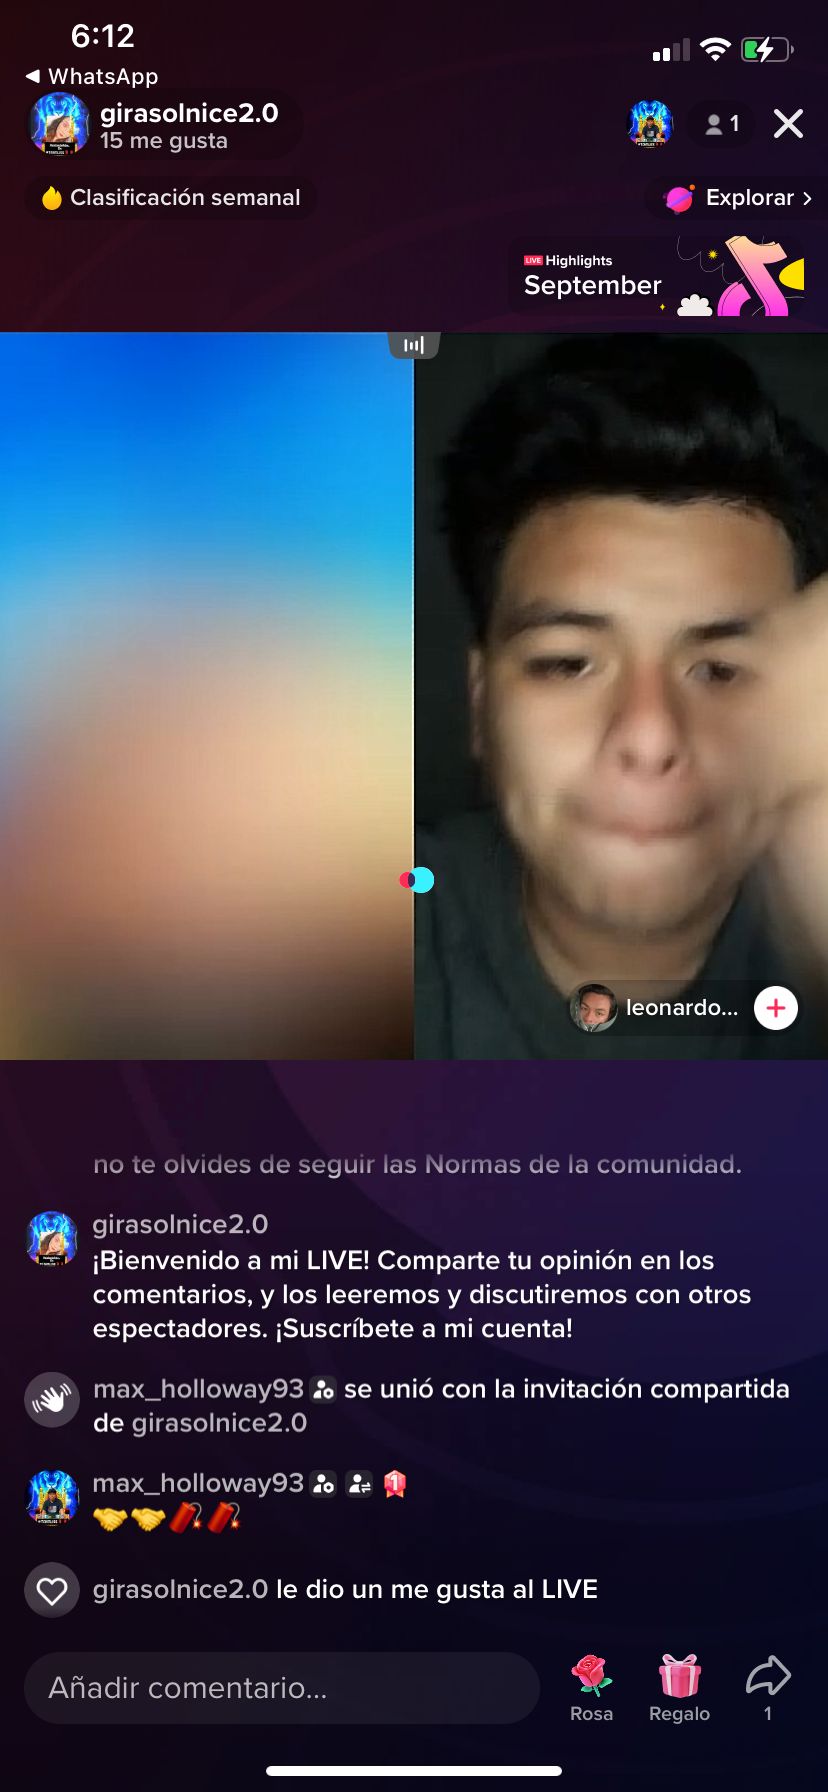 6:12
WhatsApp
girasolnice2.0
15 me gusta
1
Clasificación semanal
Explorar
LIVE Highlights
September
leonardo...
no te olvides de seguir las Normas de la comunidad.
girasolnice2.0
¡Bienvenido a mi LIVE! Comparte tu opinión en los
comentarios, y los leeremos y discutiremos con otros
espectadores. ¡Suscríbete a mi cuenta!
max_holloway93 se unió con la invitación compartida
de girasolnice2.0
max_holloway93 1
🤝🤝🧨🧨
girasolnice2.0 le dio un me gusta al LIVE
Añadir comentario...
Rosa
Regalo
1